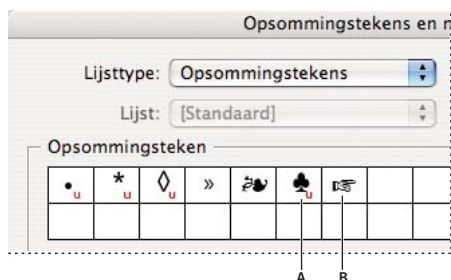 Opsommingstekens en n
Lijsttype: Opsommingstekens
Lijst: [Standaard]
Opsommingsteken
•u *u ◊u » ❧ ♣u ☞
A B